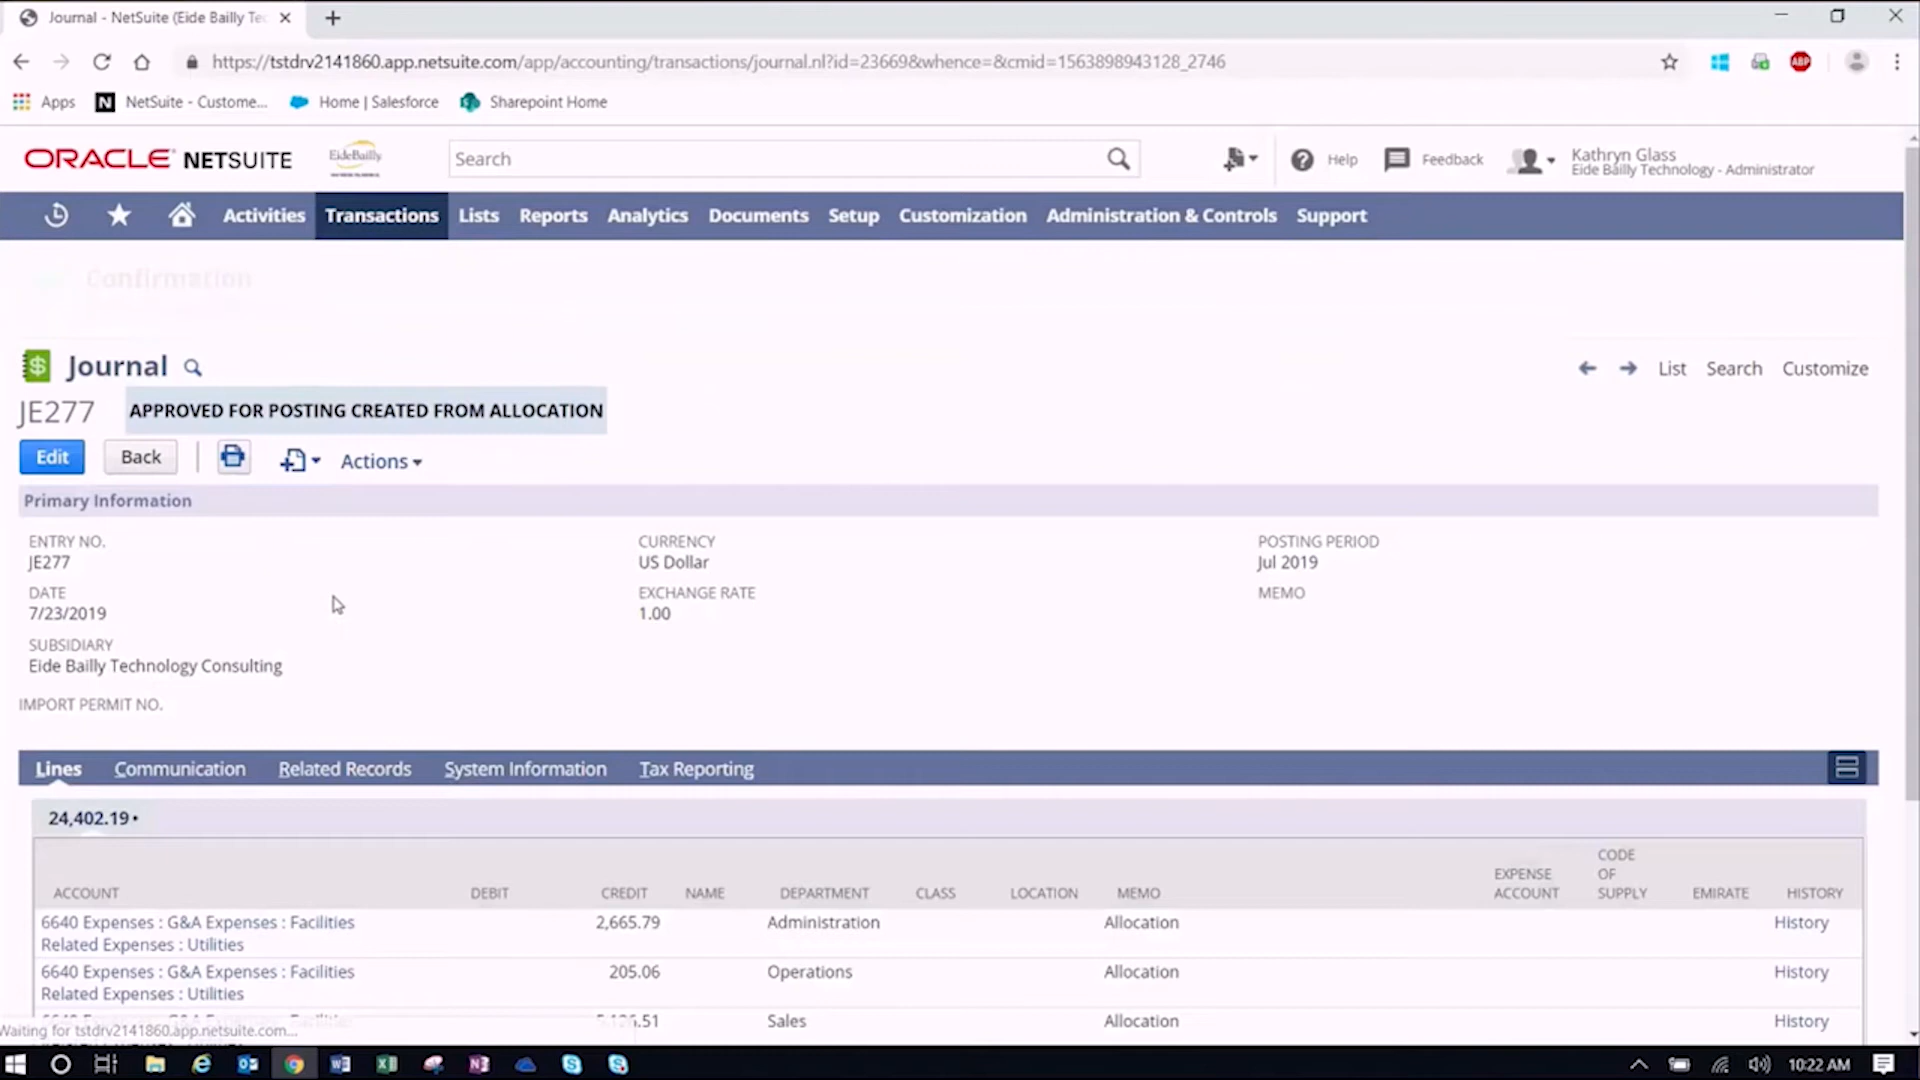 Journal - NetSuite (Eide Bailly Te
https://tstdrv2141860.app.netsuite.com/app/accounting/transactions/journal.nl?id=23669&whence=&cmid=1563898943128_2746
ABP
Apps N NetSuite - Custome... Home | Salesforce Sharepoint Home
ORACLE NETSUITE EideBailly Search Help Feedback Kathryn Glass
Eide Bailly Technology - Administrator
Activities Transactions Lists Reports Analytics Documents Setup Customization Administration & Controls Support
Confirmation
Journal List Search Customize
JE277 APPROVED FOR POSTING CREATED FROM ALLOCATION
Edit Back Actions
Primary Information
ENTRY NO. CURRENCY POSTING PERIOD
JE277 US Dollar Jul 2019
DATE EXCHANGE RATE MEMO
7/23/2019 1.00
SUBSIDIARY
Eide Bailly Technology Consulting
IMPORT PERMIT NO.
Lines Communication Related Records System Information Tax Reporting
24,402.19 •
ACCOUNT DEBIT CREDIT NAME DEPARTMENT CLASS LOCATION MEMO EXPENSE ACCOUNT CODE OF SUPPLY EMIRATE HISTORY
6640 Expenses : G&A Expenses : Facilities 2,665.79 Administration Allocation History
Related Expenses : Utilities
6640 Expenses : G&A Expenses : Facilities 205.06 Operations Allocation History
Related Expenses : Utilities
Sales Allocation History
Waiting for tstdrv2141860.app.netsuite.com...
10:22 AM